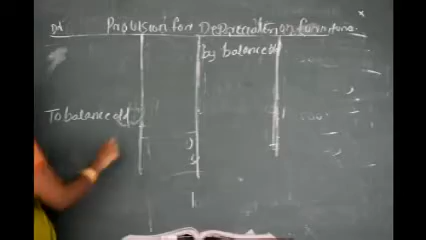 Dr Provision for Depreciation on furniture
By balance b/d
To balance c/d